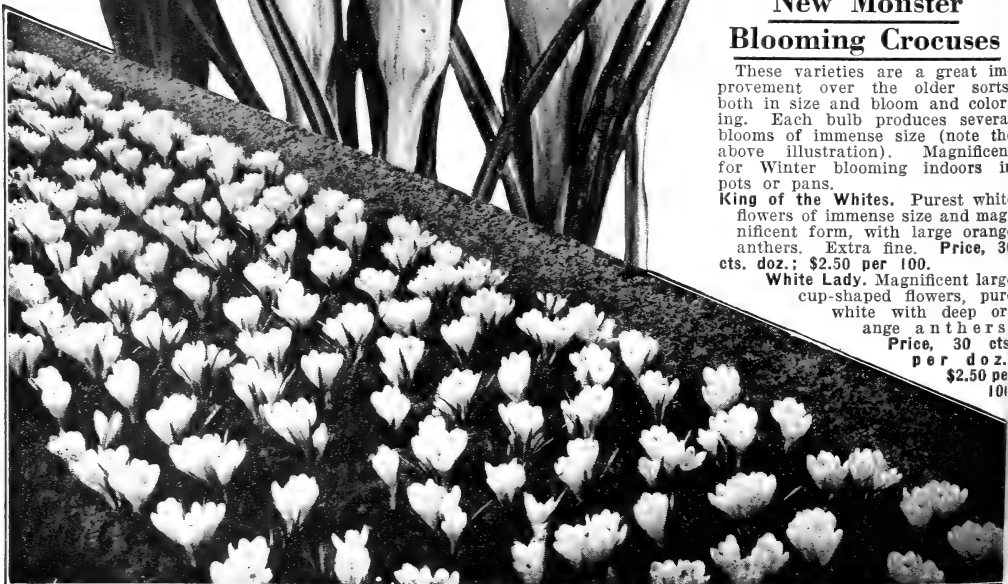 New Monster
Blooming Crocuses
These varieties are a great im
provement over the older sorts
both in size and bloom and color
ing. Each bulb produces severa
blooms of immense size (note th
above illustration). Magnificen
for Winter blooming indoors i
pots or pans.
King of the Whites. Purest whit
flowers of immense size and mag
nificent form, with large orang
anthers. Extra fine. Price, 3
cts. doz.; $2.50 per 100.
White Lady. Magnificent larg
cup-shaped flowers, pur
white with deep or
ange anthers
Price, 30 cts
per doz.
$2.50 pe
10